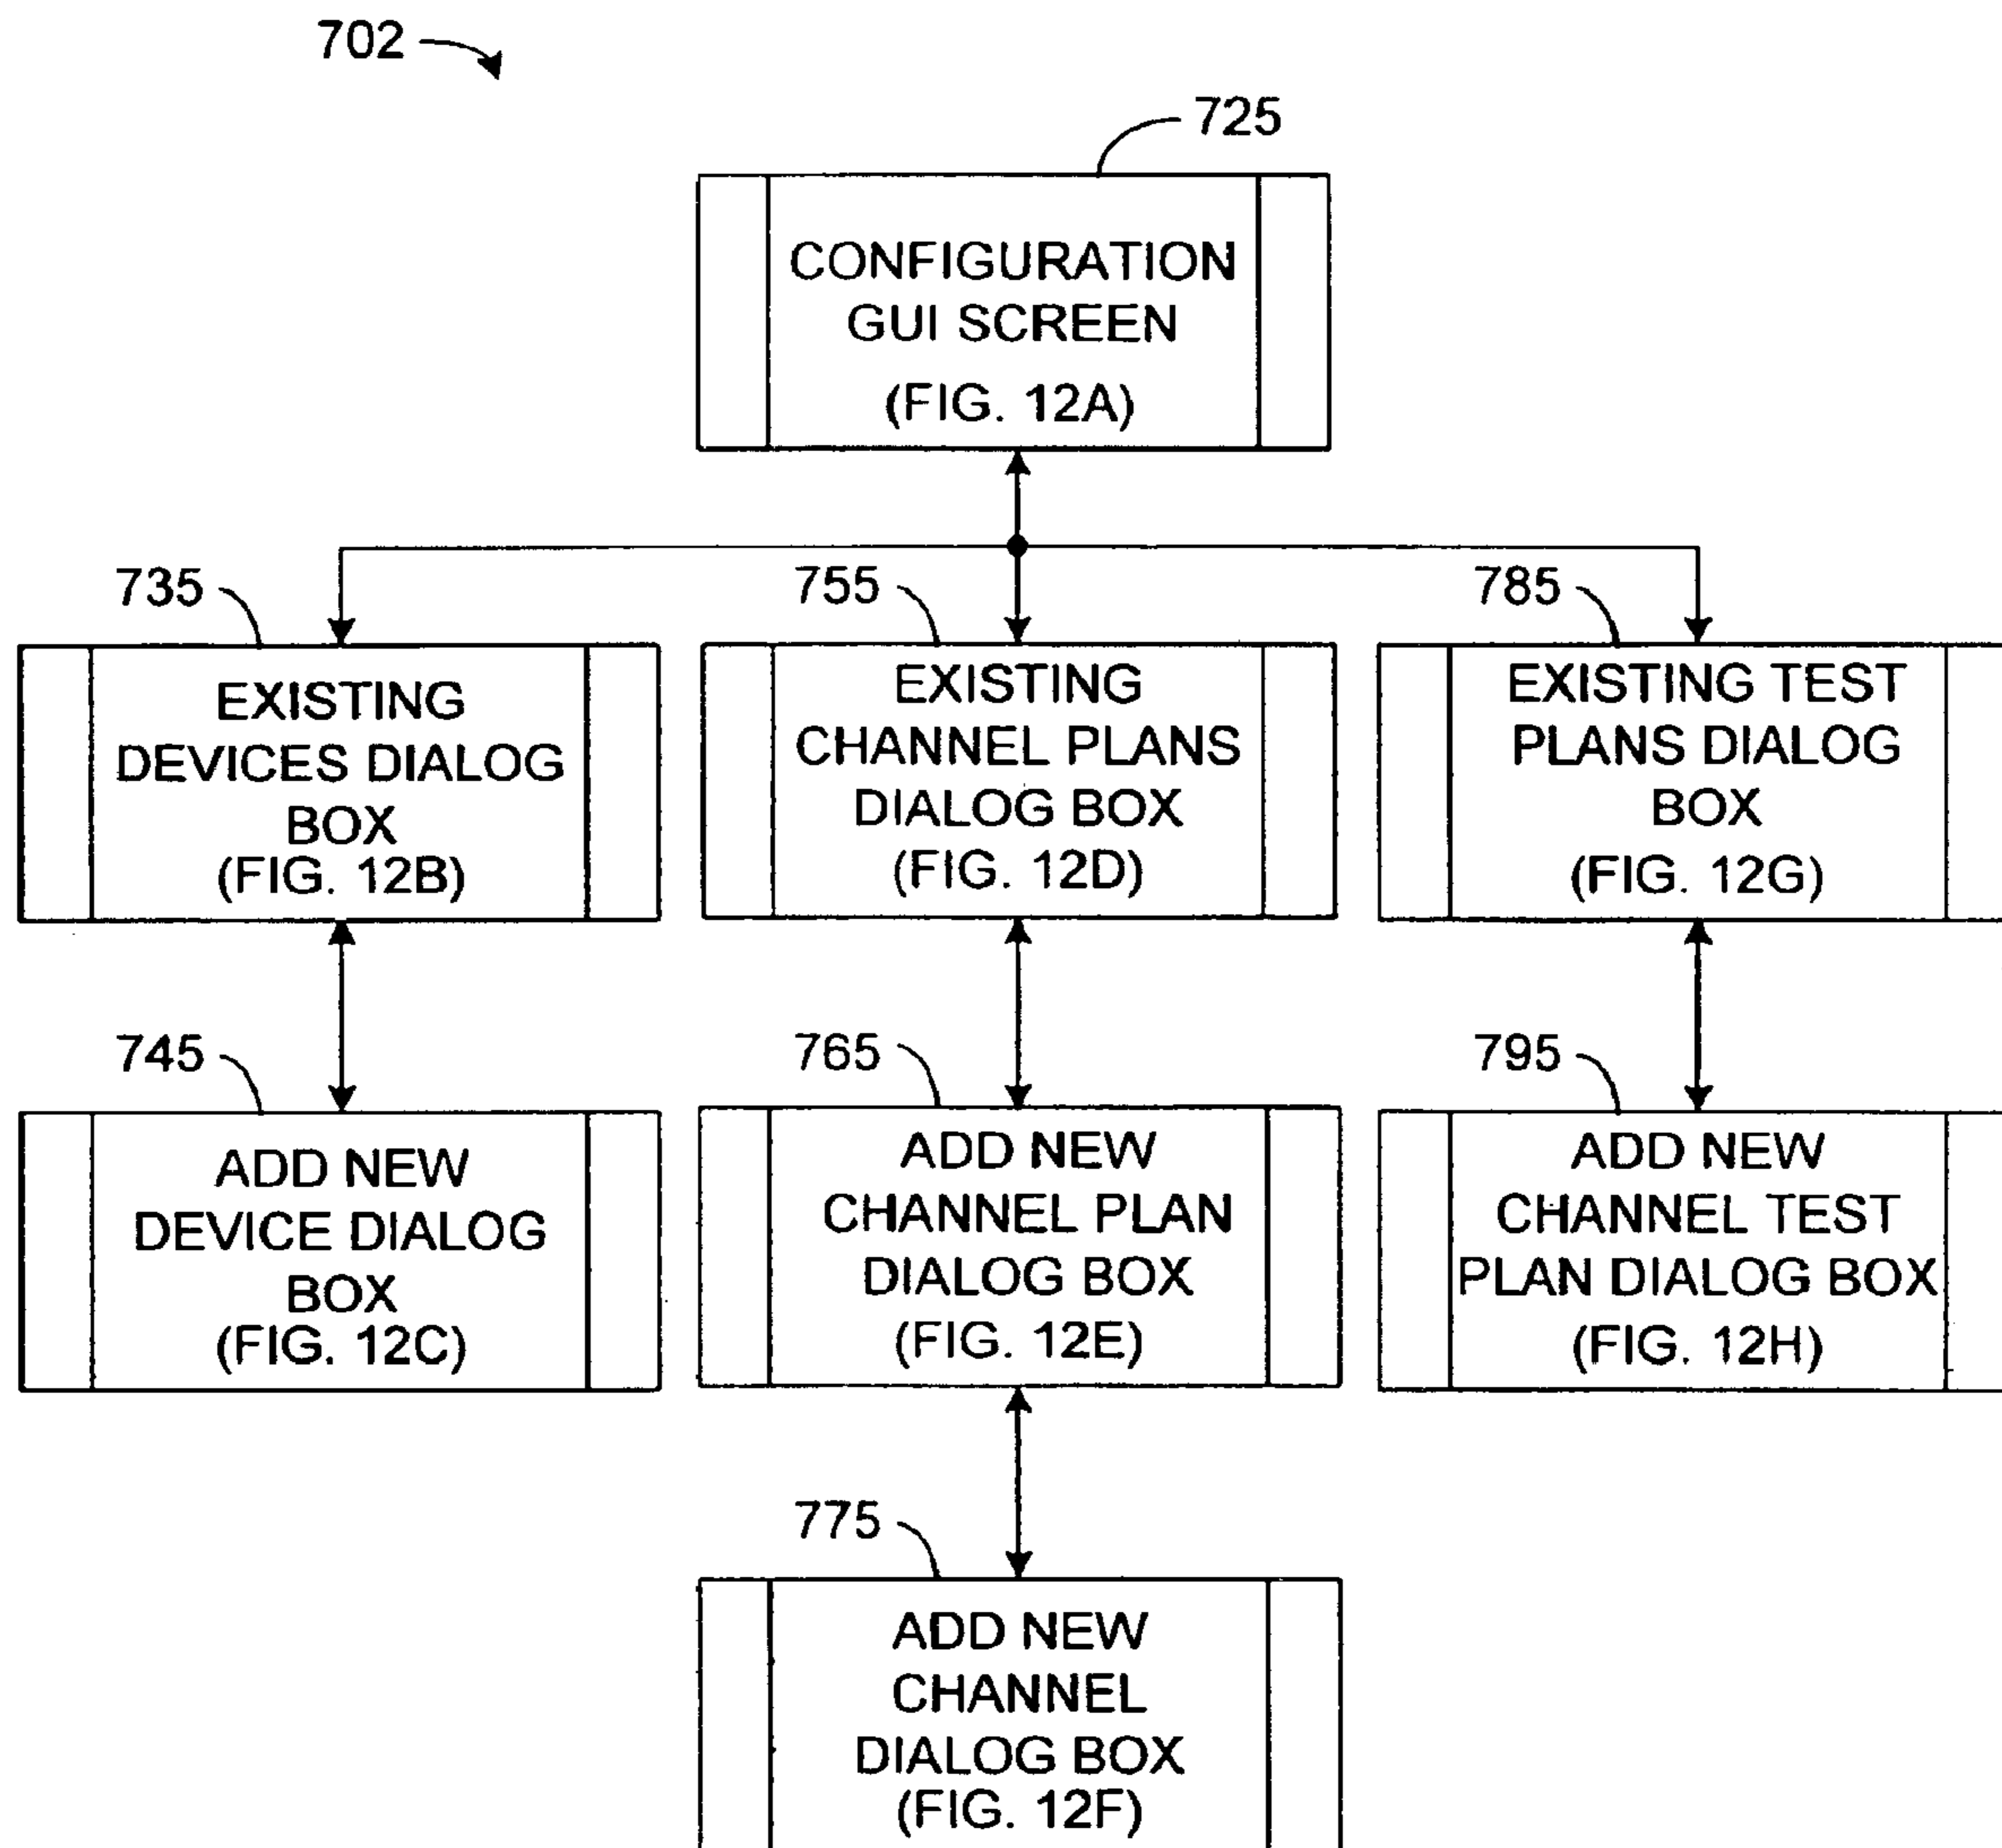 702
725
CONFIGURATION
GUI SCREEN
(FIG. 12A)
735
EXISTING
DEVICES DIALOG
BOX
(FIG. 12B)
755
EXISTING
CHANNEL PLANS
DIALOG BOX
(FIG. 12D)
785
EXISTING TEST
PLANS DIALOG
BOX
(FIG. 12G)
745
ADD NEW
DEVICE DIALOG
BOX
(FIG. 12C)
765
ADD NEW
CHANNEL PLAN
DIALOG BOX
(FIG. 12E)
795
ADD NEW
CHANNEL TEST
PLAN DIALOG BOX
(FIG. 12H)
775
ADD NEW
CHANNEL
DIALOG BOX
(FIG. 12F)